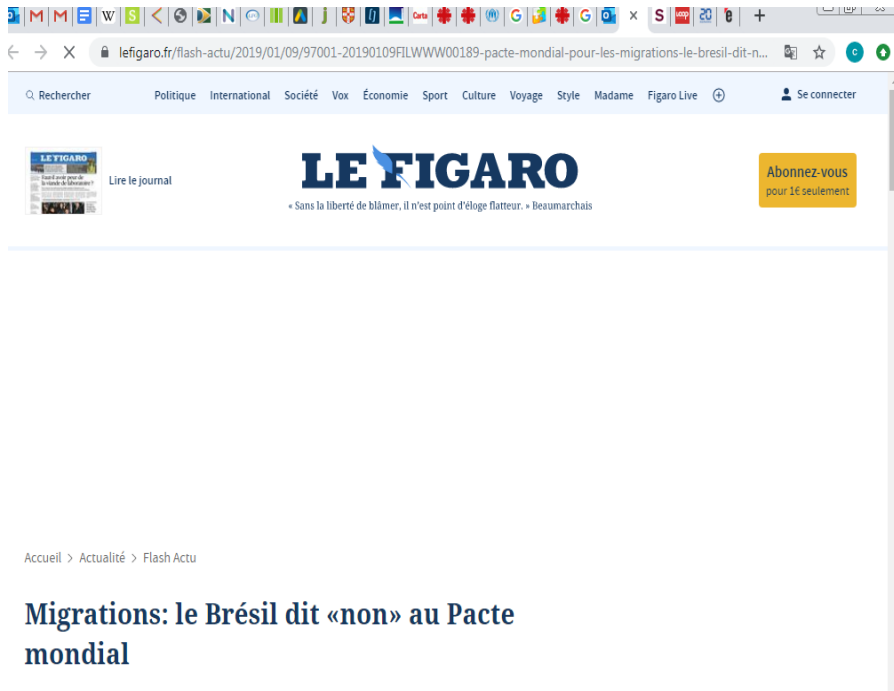 lefigaro.fr/flash-actu/2019/01/09/97001-20190109FILWWW00189-pacte-mondial-pour-les-migrations-le-bresil-dit-n...
Rechercher Politique International Société Vox Économie Sport Culture Voyage Style Madame Figaro Live Se connecter
LE FIGARO
Lire le journal
LE FIGARO
« Sans la liberté de blâmer, il n'est point d'éloge flatteur. » Beaumarchais
Abonnez-vous
pour 1€ seulement
Accueil > Actualité > Flash Actu
Migrations: le Brésil dit «non» au Pacte
mondial